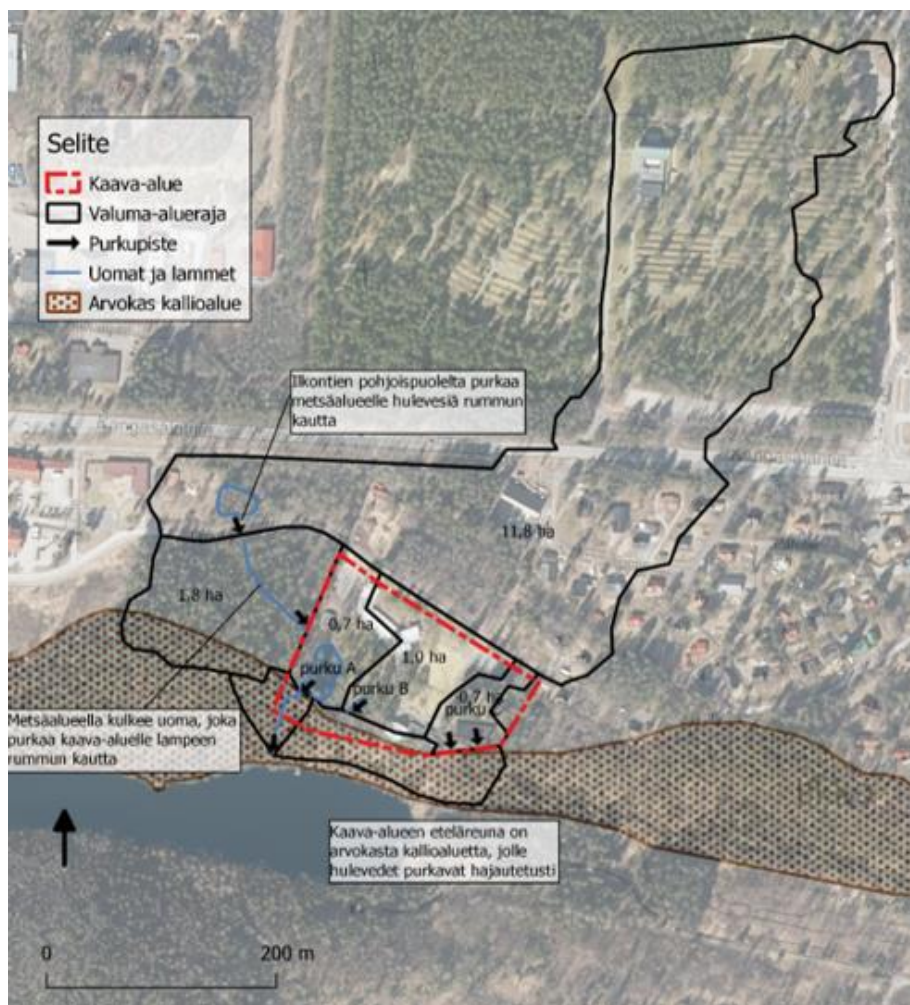 Selite
Kaava-alue
Valuma-alueraja
Purkupiste
Uomat ja lammet
Arvokas kallioalue
Ilkontien pohjoispuolelta purkaa
metsäalueelle hulevesiä rummun
kautta
11,8 ha
1,8 ha
0,7 ha
1,0 ha
purku A
purku B
0,7 ha
purku
Metsäalueella kulkee uoma, joka
purkaa kaava-aluelle lampeen
rummun kautta
Kaava-alueen eteläreuna on
arvokasta kallioaluetta, jolle
hulevedet purkavat hajautetusti
0
200 m